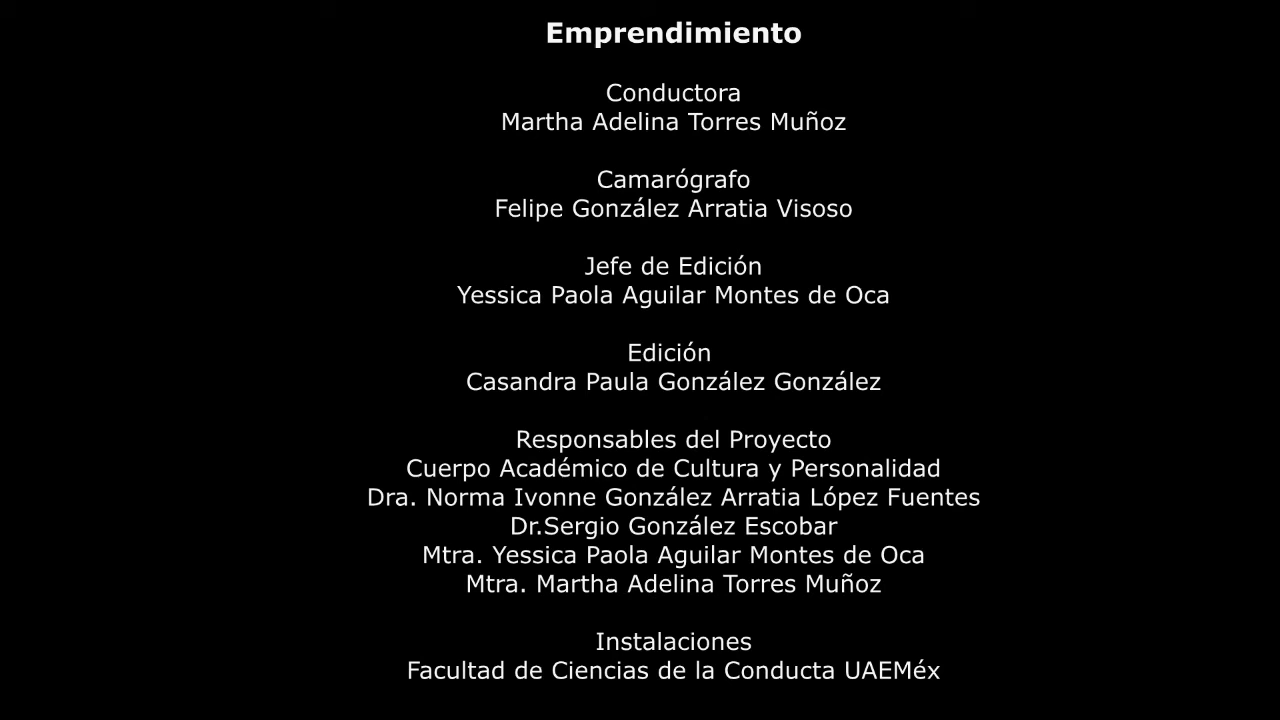 Emprendimiento
Conductora
Martha Adelina Torres Muñoz
Camarógrafo
Felipe González Arratia Visoso
Jefe de Edición
Yessica Paola Aguilar Montes de Oca
Edición
Casandra Paula González González
Responsables del Proyecto
Cuerpo Académico de Cultura y Personalidad
Dra. Norma Ivonne González Arratia López Fuentes
Dr.Sergio González Escobar
Mtra. Yessica Paola Aguilar Montes de Oca
Mtra. Martha Adelina Torres Muñoz
Instalaciones
Facultad de Ciencias de la Conducta UAEMéx